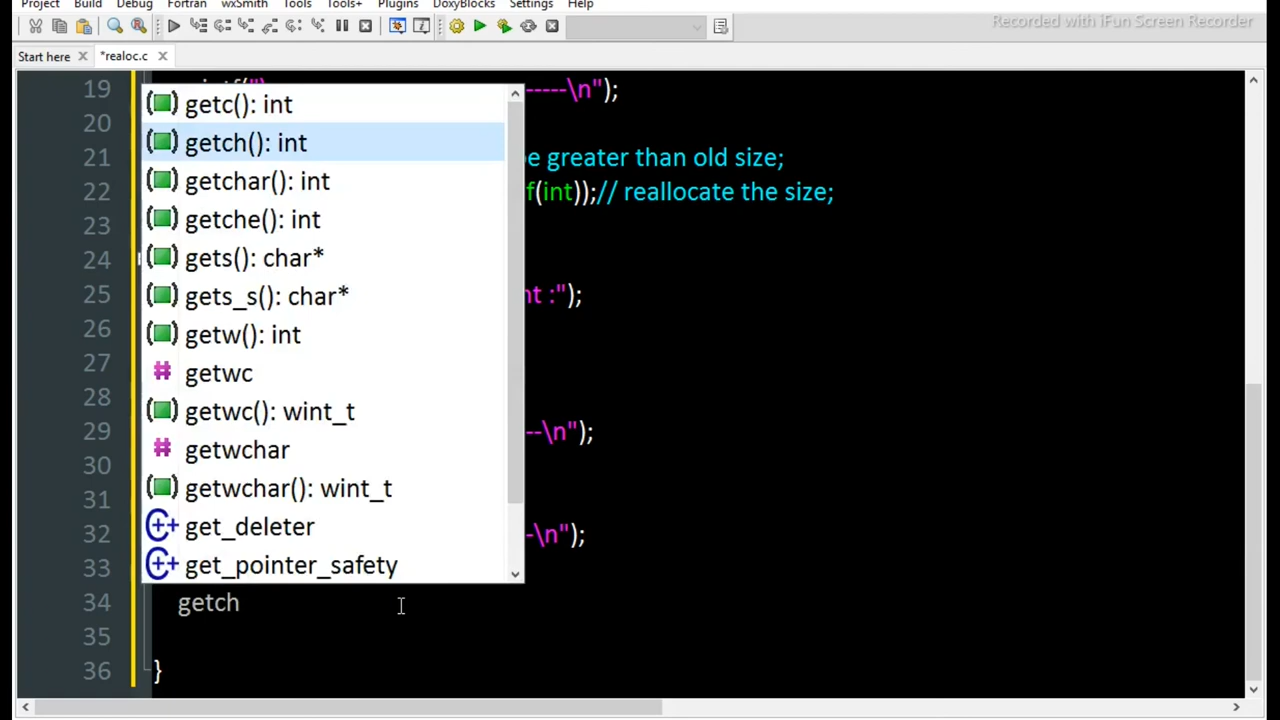 Project Build Debug Fortran wxSmith Tools Tools+ Plugins DoxyBlocks Settings Help
Recorded with iFun Screen Recorder
Start here *realoc.c
19 -----\n");
20
21 e greater than old size;
22 f(int));// reallocate the size;
23
24
25 nt :");
26
27
28
29 --\n");
30
31
32 -\n");
33
34 getch
35
36 }
getc(): int
getch(): int
getchar(): int
getche(): int
gets(): char*
gets_s(): char*
getw(): int
getwc
getwc(): wint_t
getwchar
getwchar(): wint_t
get_deleter
get_pointer_safety